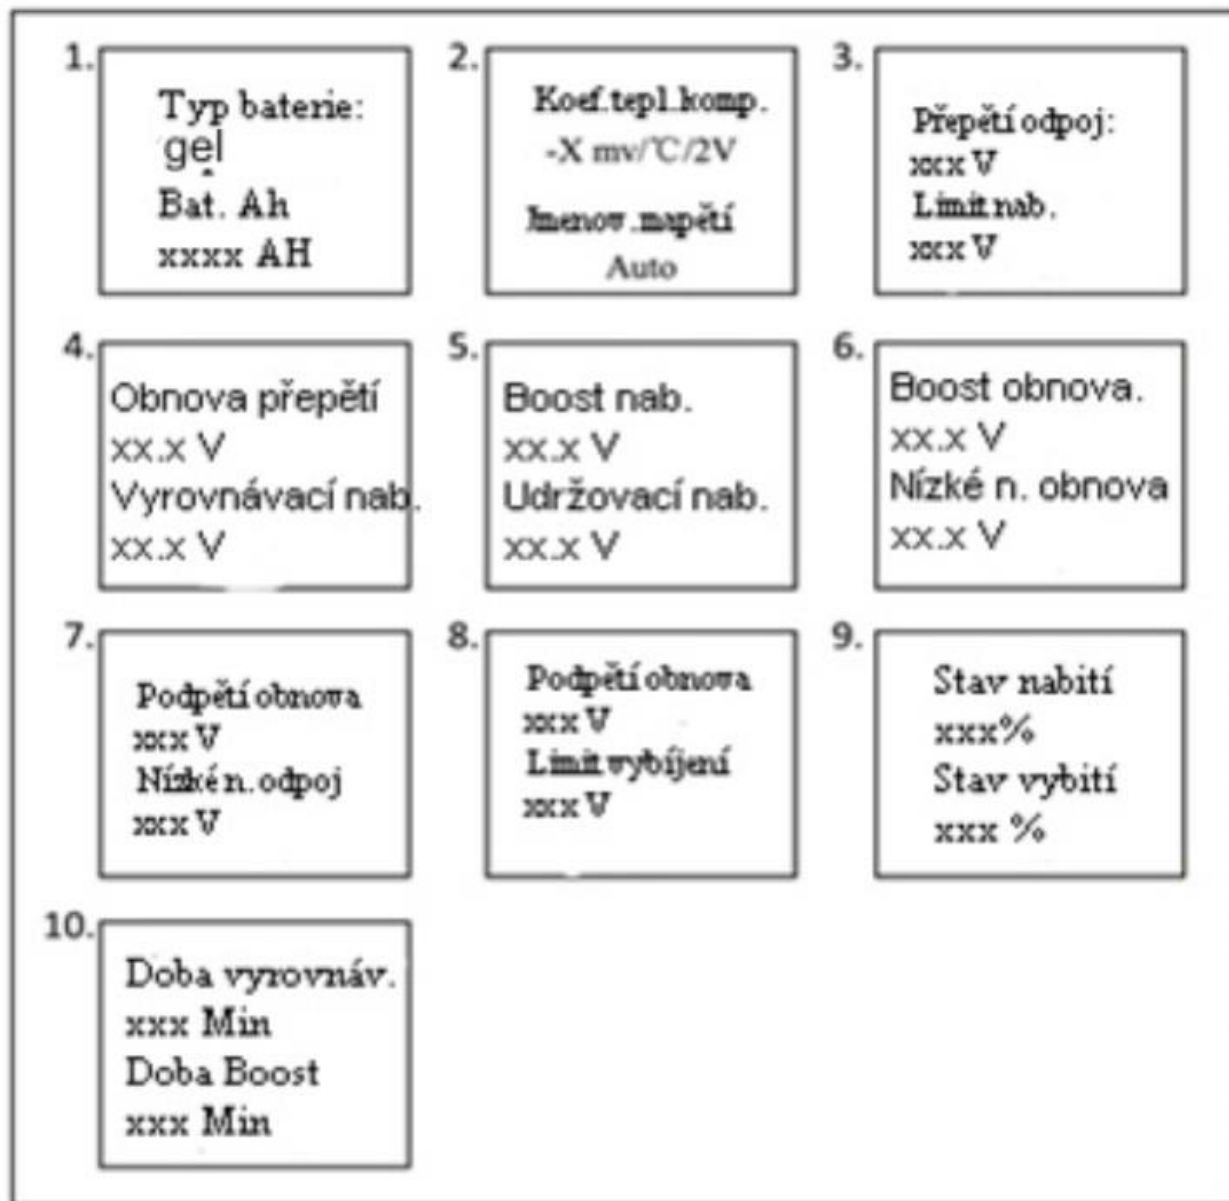 1.
Typ baterie:
gel
Bat. Ah
xxxx AH
2.
Koef.tepl.komp.
-X mv/℃/2V
Jmenov.mapětí
Auto
3.
Přepětí odpoj:
xxx V
Limit nab.
xxx V
4.
Obnova přepětí
xx.x V
Vyrovnávací nab.
xx.x V
5.
Boost nab.
xx.x V
Udržovací nab.
xx.x V
6.
Boost obnova.
xx.x V
Nízké n. obnova
xx.x V
7.
Podpětí obnova
xxx V
Nízké n. odpoj
xxx V
8.
Podpětí obnova
xxx V
Limit vybíjení
xxx V
9.
Stav nabití
xxx%
Stav vybití
xxx %
10.
Doba vyrovnáv.
xxx Min
Doba Boost
xxx Min